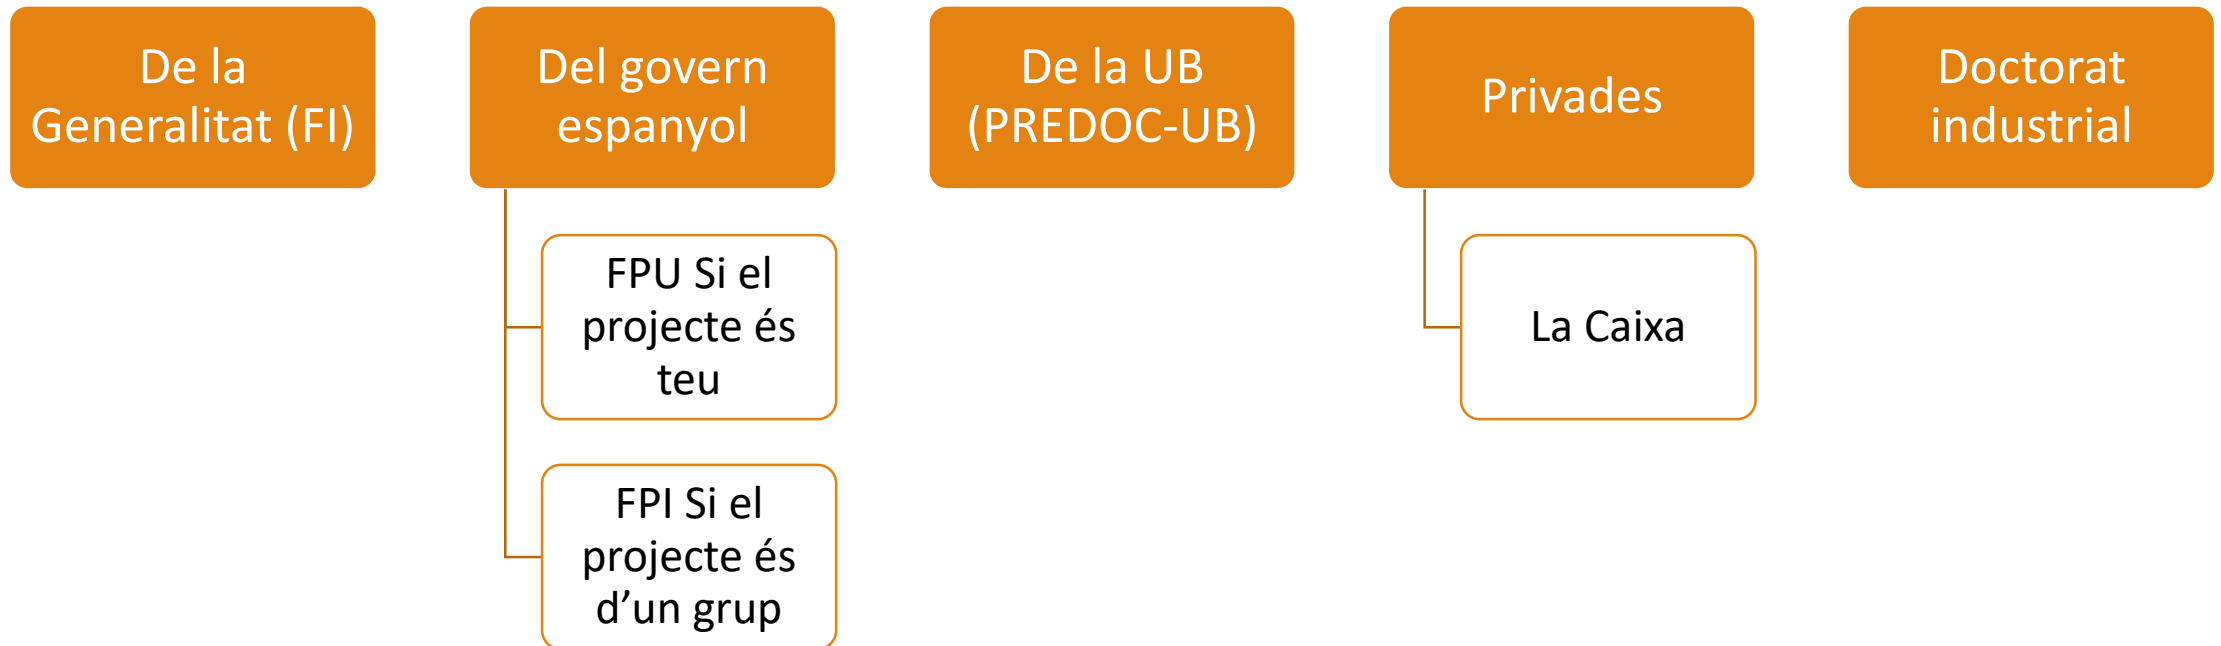 De la
Generalitat (FI)
Del govern
espanyol
FPU Si el
projecte és
teu
FPI Si el
projecte és
d’un grup
De la UB
(PREDOC-UB)
Privades
La Caixa
Doctorat
industrial